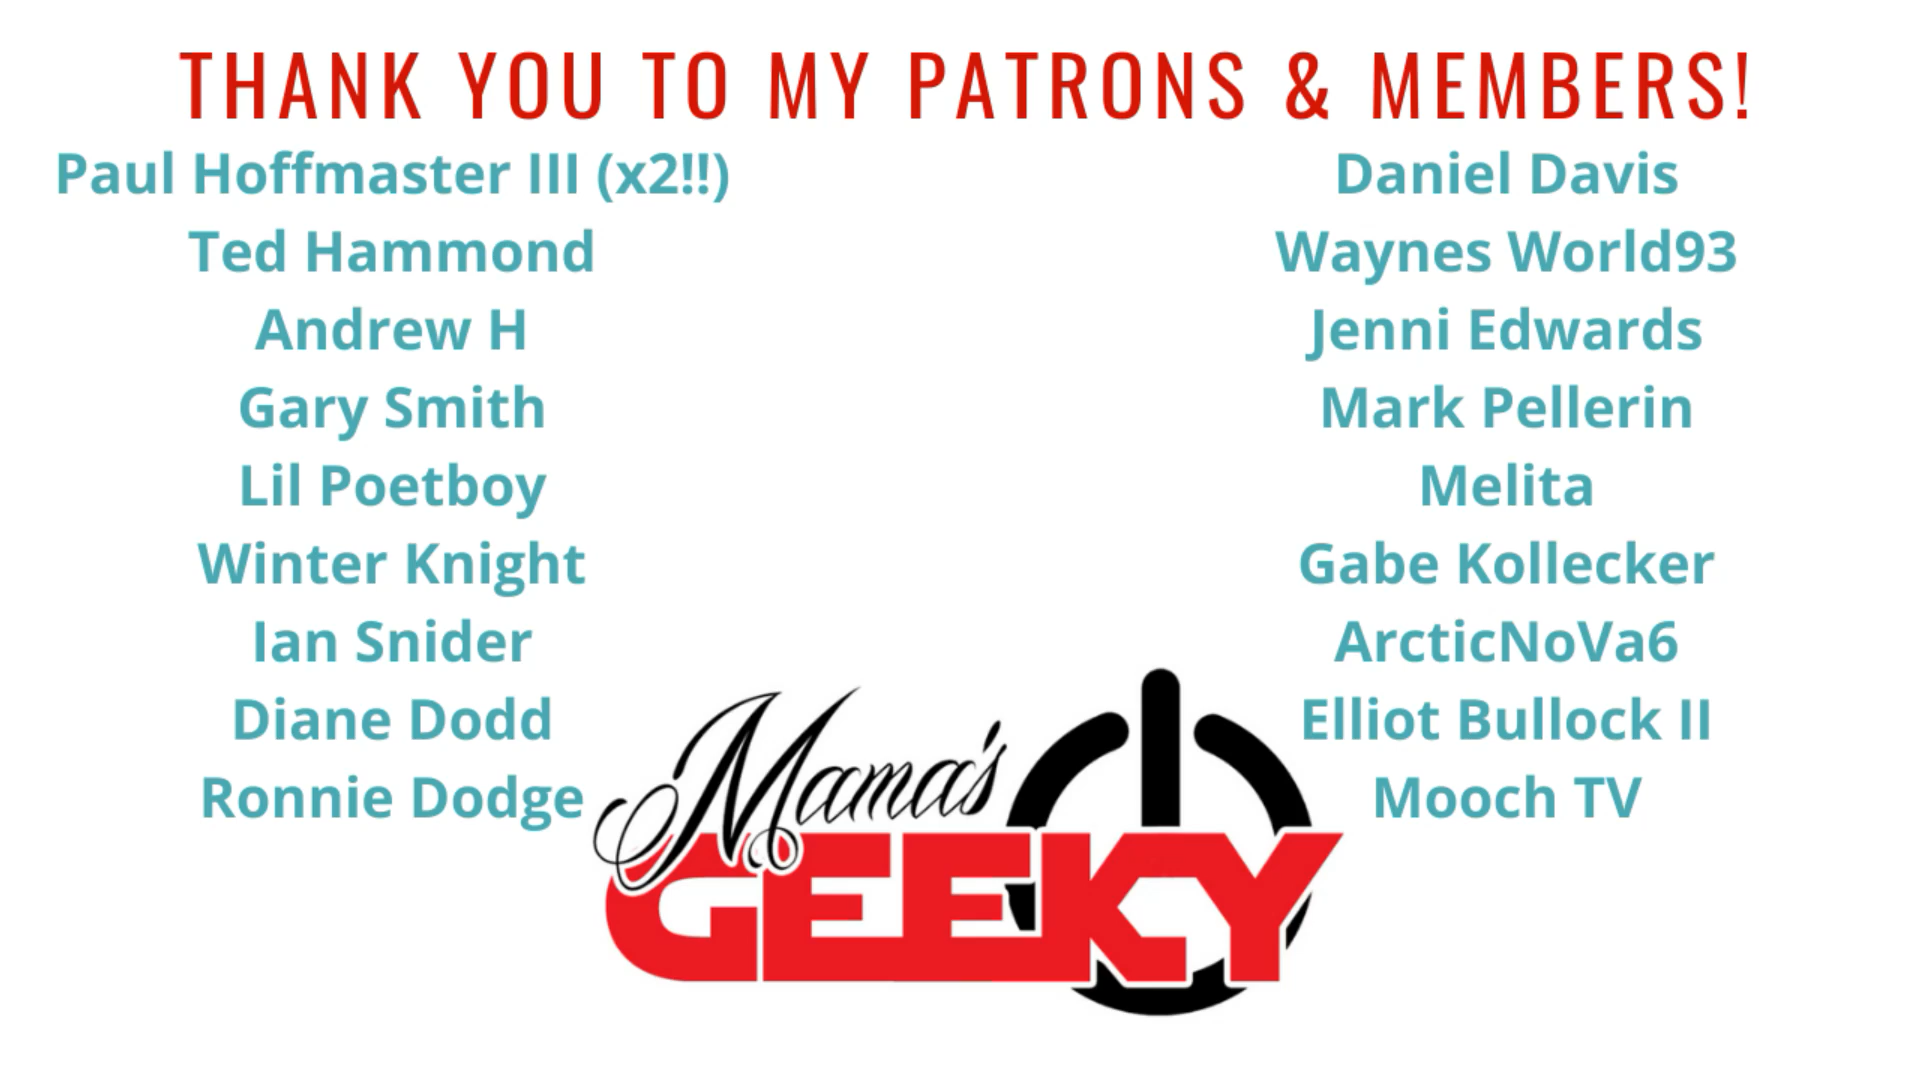 THANK YOU TO MY PATRONS & MEMBERS!
Paul Hoffmaster III (x2!!)
Ted Hammond
Andrew H
Gary Smith
Lil Poetboy
Winter Knight
Ian Snider
Diane Dodd
Ronnie Dodge
Daniel Davis
Waynes World93
Jenni Edwards
Mark Pellerin
Melita
Gabe Kollecker
ArcticNoVa6
Elliot Bullock II
Mooch TV
Mama's
GEEKY